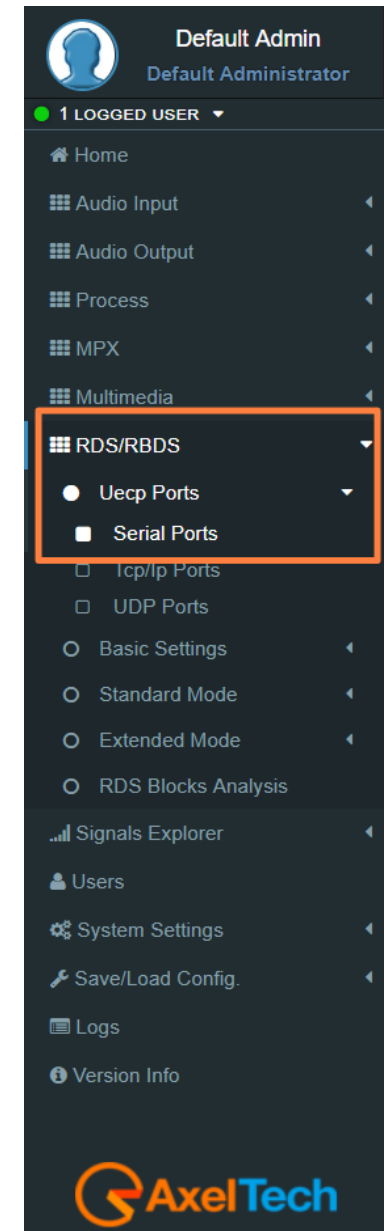 Default Admin
Default Administrator
1 LOGGED USER
Home
Audio Input
Audio Output
Process
MPX
Multimedia
RDS/RBDS
Uecp Ports
Serial Ports
Tcp/Ip Ports
UDP Ports
Basic Settings
Standard Mode
Extended Mode
RDS Blocks Analysis
Signals Explorer
Users
System Settings
Save/Load Config.
Logs
Version Info
AxelTech